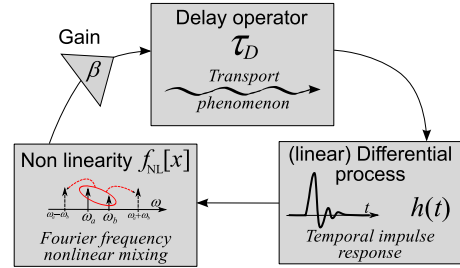 Gain
β
Delay operator
τ_D
Transport
phenomenon
Non linearity f_NL[x]
ω_a ω_b ω
Fourier frequency
nonlinear mixing
(linear) Differential
process
t h(t)
Temporal impulse
response